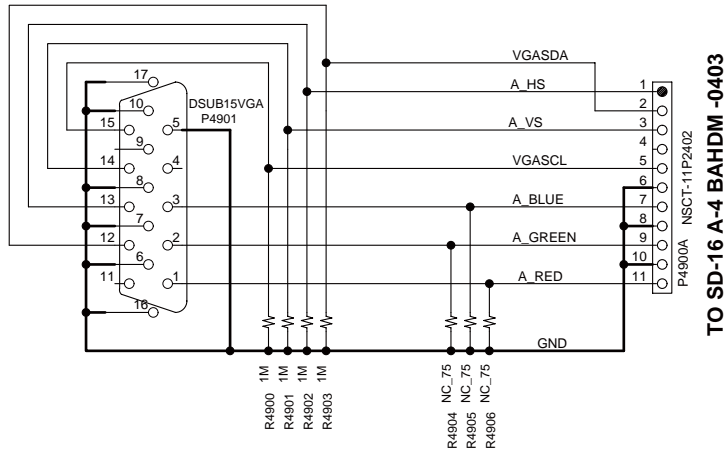 17
10
15
9
14
8
13
7
12
6
11
16
5
4
3
2
1
DSUB15VGA
P4901
VGASDA
A_HS
A_VS
VGASCL
A_BLUE
A_GREEN
A_RED
GND
1
2
3
4
5
6
7
8
9
10
11
NSCT-11P2402
P4900A
TO SD-16 A-4 BAHDM -0403
1M
1M
1M
1M
R4900
R4901
R4902
R4903
NC_75
NC_75
NC_75
R4904
R4905
R4906